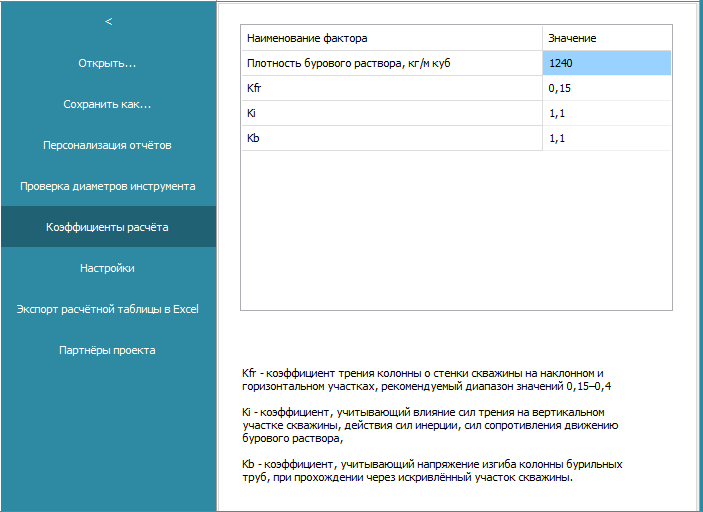 <
Открыть...
Сохранить как...
Персонализация отчётов
Проверка диаметров инструмента
Коэффициенты расчёта
Настройки
Экспорт расчётной таблицы в Excel
Партнёры проекта
Наименование фактора Значение
Плотность бурового раствора, кг/м куб 1240
Kfr 0,15
Ki 1,1
Kb 1,1
Kfr - коэффициент трения колонны о стенки скважины на наклонном и
горизонтальном участках, рекомендуемый диапазон значений 0,15–0,4
Ki - коэффициент, учитывающий влияние сил трения на вертикальном
участке скважины, действия сил инерции, сил сопротивления движению
бурового раствора,
Kb - коэффициент, учитывающий напряжение изгиба колонны бурильных
труб, при прохождении через искривлённый участок скважины.